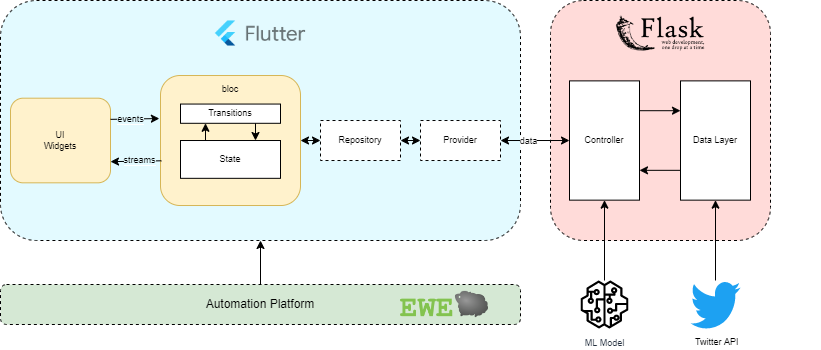 Flutter
Flask
web development,
one drop at a time
bloc
Transitions
UI
Widgets
events
streams
State
Repository
Provider
data
Controller
Data Layer
Automation Platform
EWE
ML Model
Twitter API